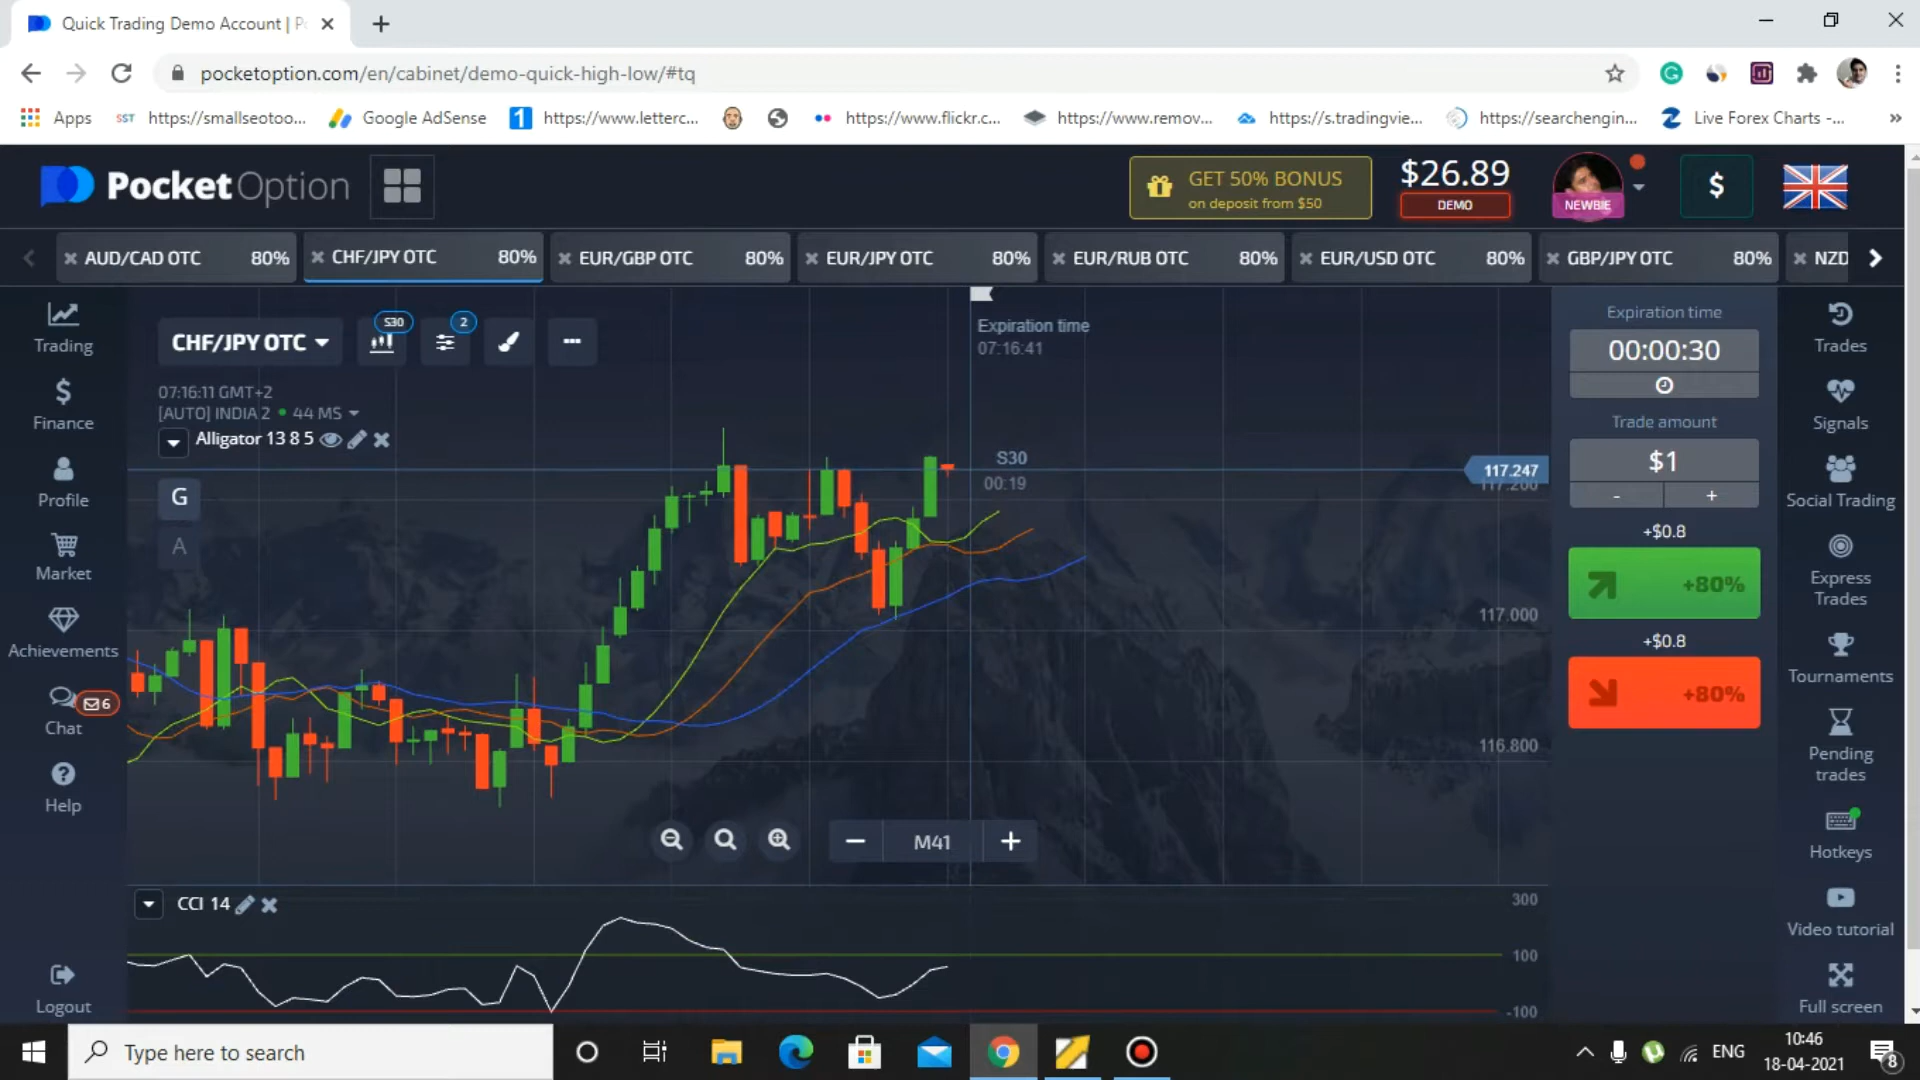 Quick Trading Demo Account | Po
pocketoption.com/en/cabinet/demo-quick-high-low/#tq
Apps
SST https://smallseotoo...
Google AdSense
1 https://www.letterc...
https://www.flickr.c...
https://www.remov...
https://s.tradingvie...
https://searchengin...
Live Forex Charts -...
PocketOption
GET 50% BONUS
on deposit from $50
$26.89
DEMO
NEWBIE
$
AUD/CAD OTC 80%
CHF/JPY OTC 80%
EUR/GBP OTC 80%
EUR/JPY OTC 80%
EUR/RUB OTC 80%
EUR/USD OTC 80%
GBP/JPY OTC 80%
NZD
Trading
Finance
Profile
Market
Achievements
6
Chat
Help
Logout
CHF/JPY OTC
S30
2
07:16:11 GMT+2
[AUTO] INDIA 2 • 44 MS
Alligator 13 8 5
G
A
Expiration time
07:16:41
S30
00:19
117.247
117.200
117.000
116.800
M41
CCI 14
300
100
-100
Expiration time
00:00:30
Trade amount
$1
- +
+$0.8
+80%
+$0.8
+80%
Trades
Signals
Social Trading
Express
Trades
Tournaments
Pending
trades
Hotkeys
Video tutorial
Full screen
Type here to search
ENG
10:46
18-04-2021
8